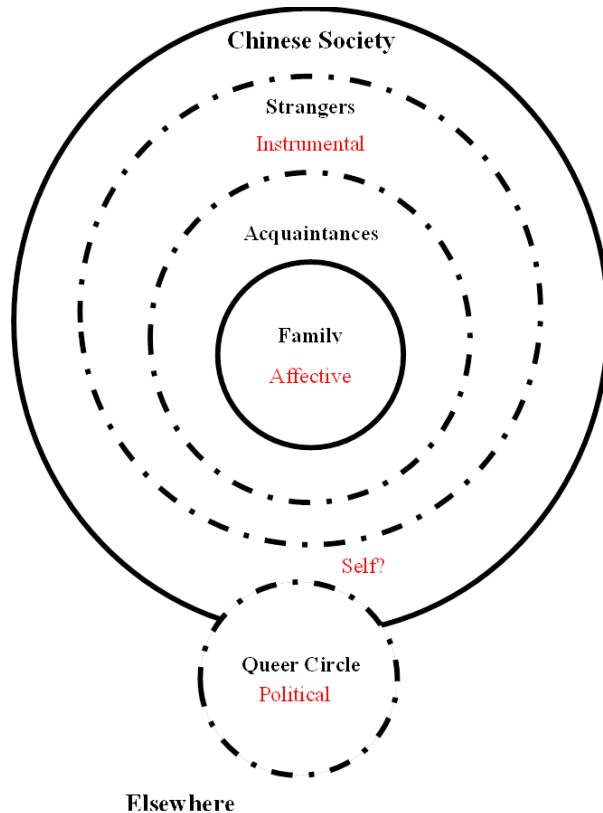 Chinese Society
Strangers
Instrumental
Acquaintances
Family
Affective
Self?
Queer Circle
Political
Elsewhere